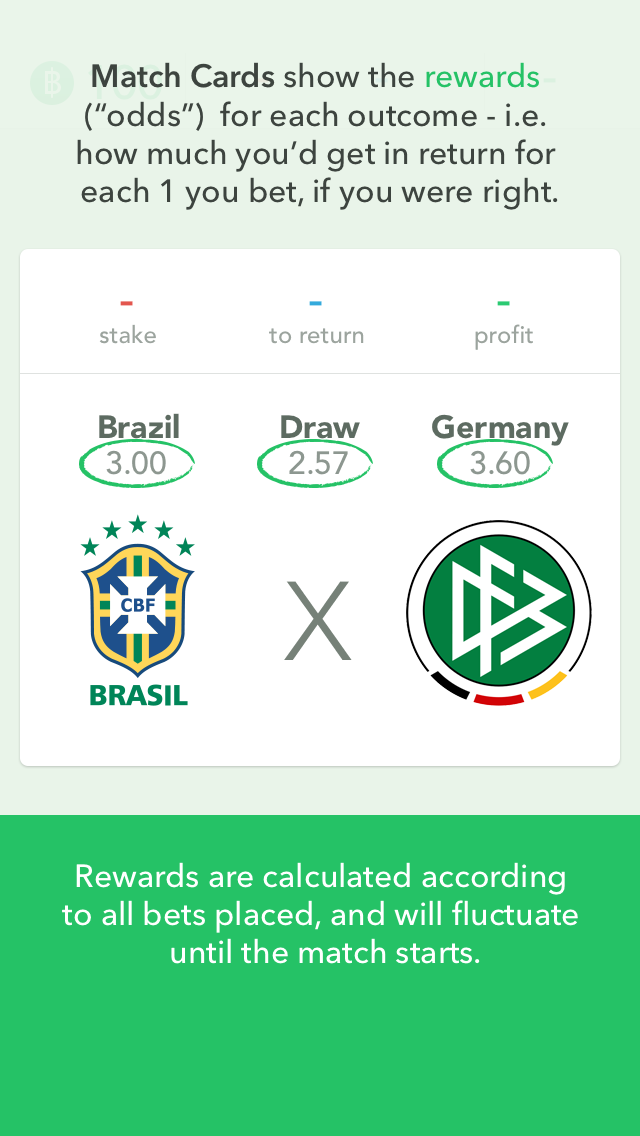 Match Cards show the rewards
(“odds”) for each outcome - i.e.
how much you’d get in return for
each 1 you bet, if you were right.
- - -
stake to return profit
Brazil Draw Germany
3.00 2.57 3.60
CBF
X
DFB
BRASIL
Rewards are calculated according
to all bets placed, and will fluctuate
until the match starts.